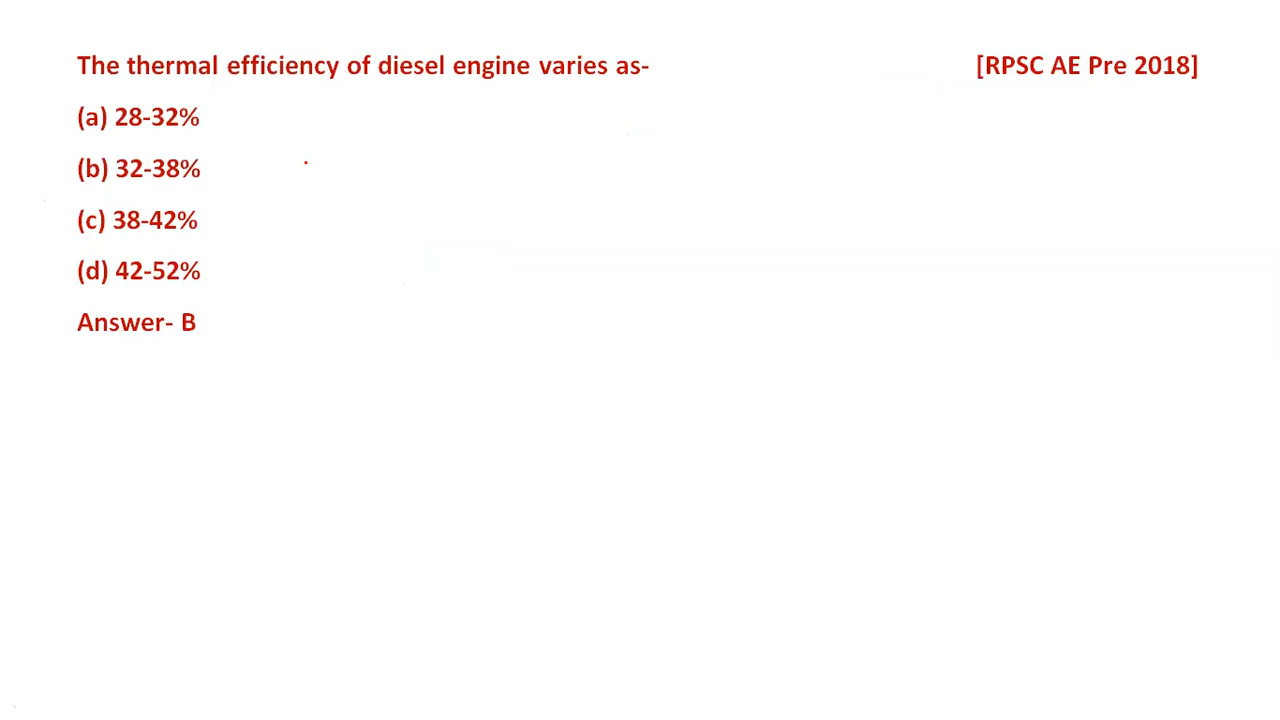 The thermal efficiency of diesel engine varies as- [RPSC AE Pre 2018]
(a) 28-32%
(b) 32-38%
(c) 38-42%
(d) 42-52%
Answer- B